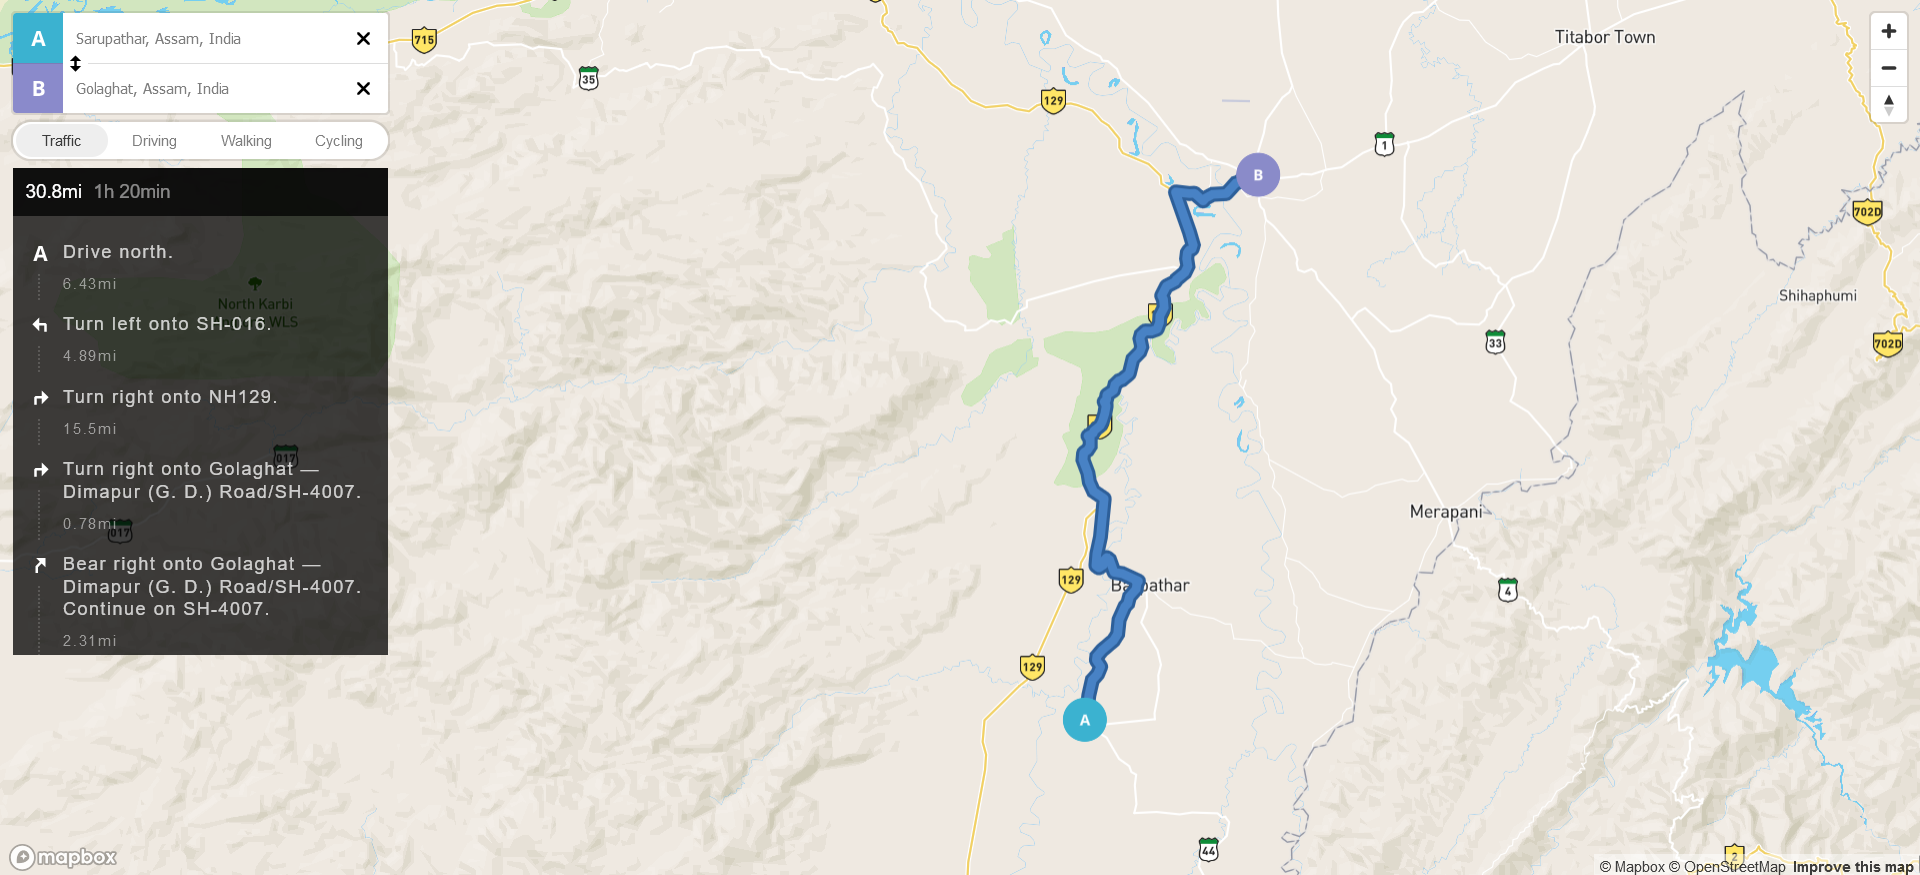 A
Sarupathar, Assam, India
B
Golaghat, Assam, India
Traffic
Driving
Walking
Cycling
30.8mi 1h 20min
A
Drive north.
6.43mi
North Karbi
WLS
Turn left onto SH-016.
4.89mi
Turn right onto NH129.
15.5mi
017
Turn right onto Golaghat —
Dimapur (G. D.) Road/SH-4007.
0.78mi
017
Bear right onto Golaghat —
Dimapur (G. D.) Road/SH-4007.
Continue on SH-4007.
2.31mi
715
35
129
Titabor Town
1
B
702D
Shihaphumi
702D
33
Merapani
129
4
129
A
44
2
mapbox
© Mapbox © OpenStreetMap Improve this map